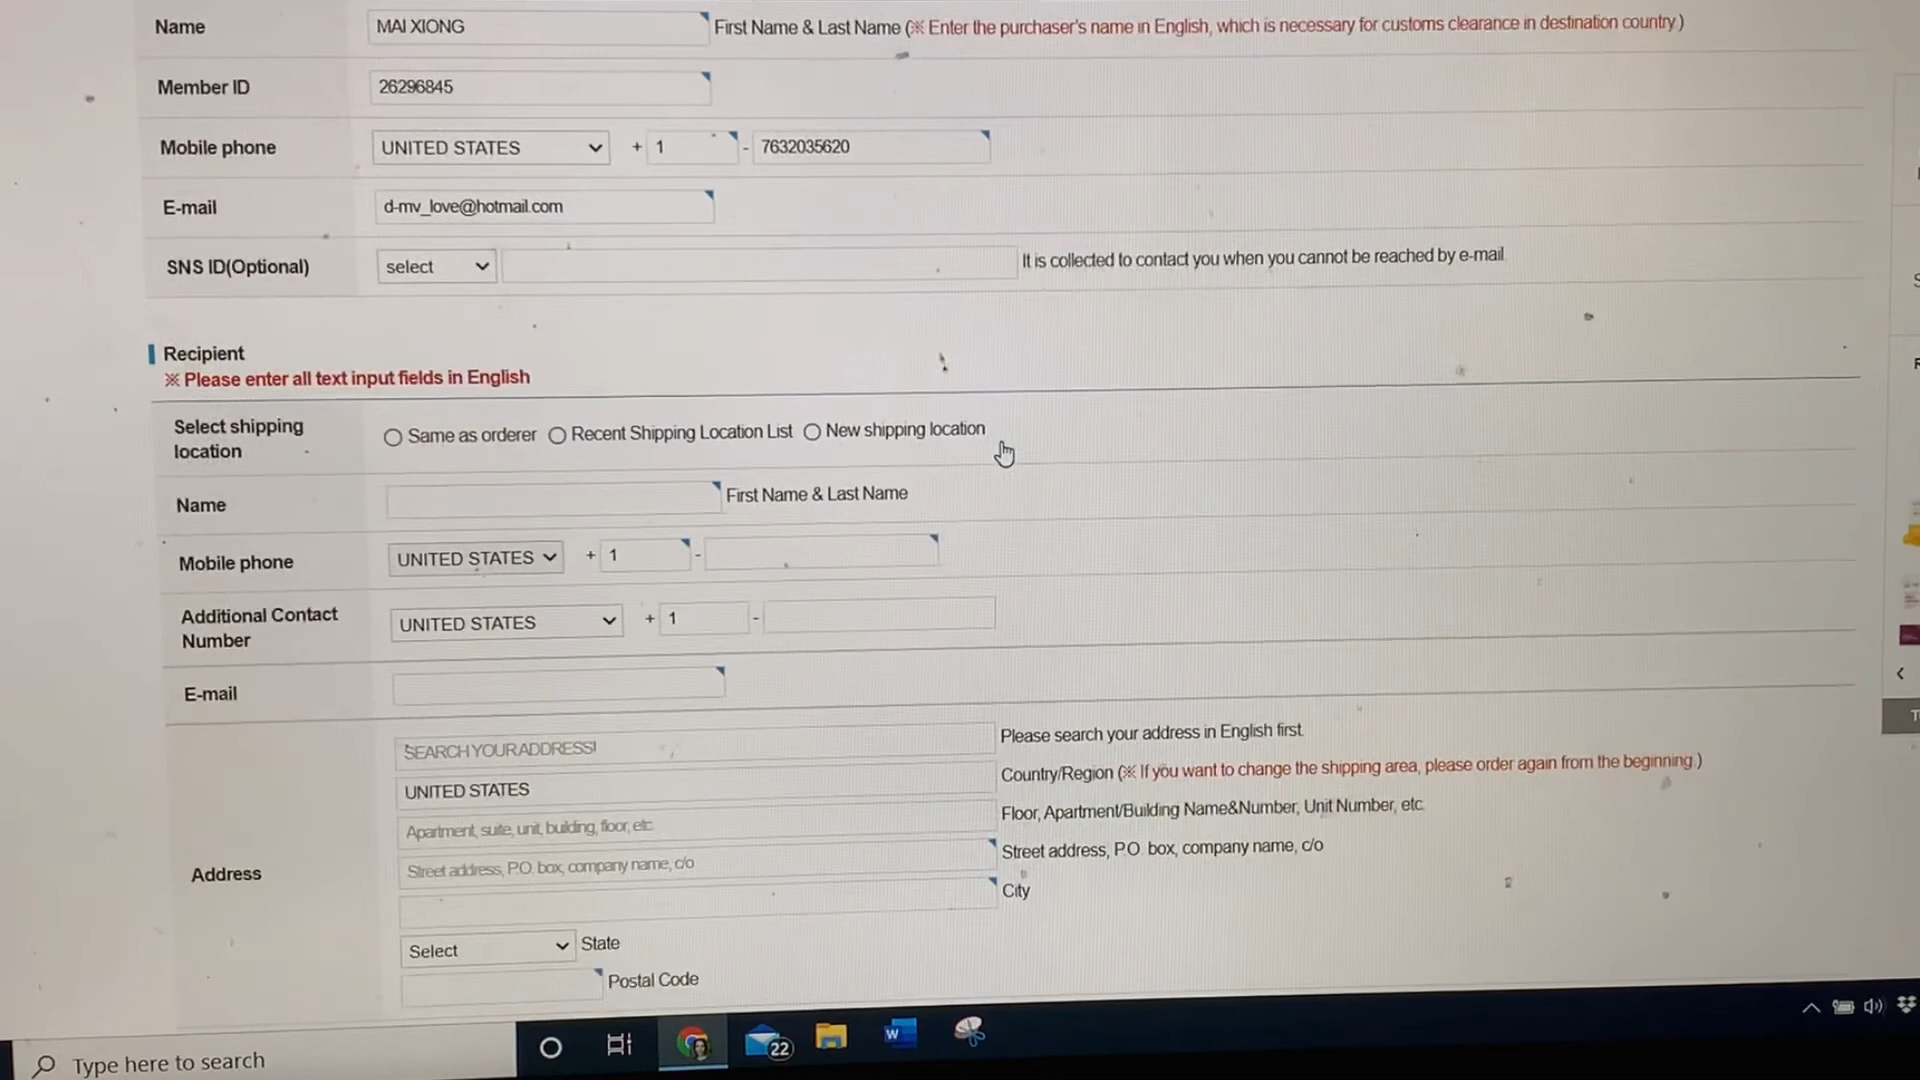 Name MAI XIONG First Name & Last Name (※ Enter the purchaser's name in English, which is necessary for customs clearance in destination country.)
Member ID 26296845
Mobile phone UNITED STATES + 1 - 7632035620
E-mail d-mv_love@hotmail.com
SNS ID(Optional) select It is collected to contact you when you cannot be reached by e-mail
Recipient
※ Please enter all text input fields in English
Select shipping location Same as orderer Recent Shipping Location List New shipping location
Name First Name & Last Name
Mobile phone UNITED STATES + 1 -
Additional Contact Number UNITED STATES + 1 -
E-mail
Address
SEARCH YOUR ADDRESS! Please search your address in English first.
UNITED STATES Country/Region (※ If you want to change the shipping area, please order again from the beginning.)
Apartment, suite, unit, building, floor, etc. Floor, Apartment/Building Name&Number, Unit Number, etc.
Street address, P.O. box, company name, c/o Street address, P.O. box, company name, c/o
City
Select State
Postal Code
Type here to search
22